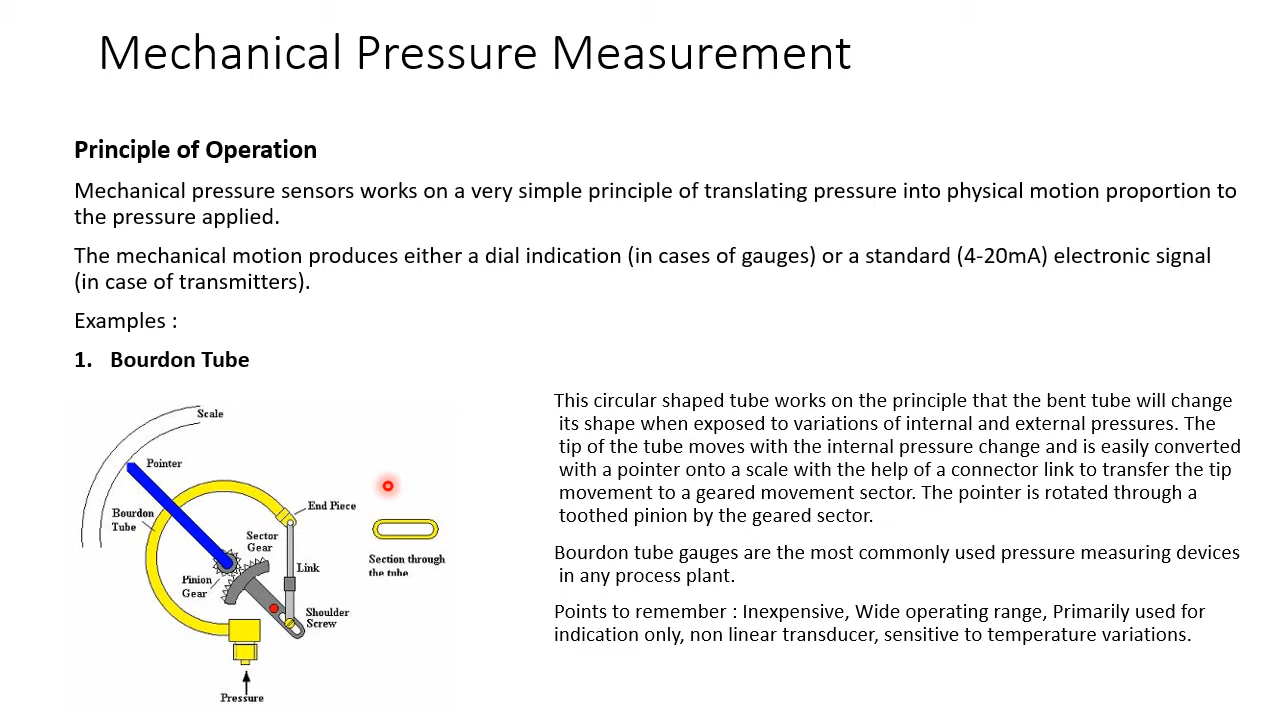 Mechanical Pressure Measurement
Principle of Operation
Mechanical pressure sensors works on a very simple principle of translating pressure into physical motion proportion to
the pressure applied.
The mechanical motion produces either a dial indication (in cases of gauges) or a standard (4-20mA) electronic signal
(in case of transmitters).
Examples :
1. Bourdon Tube
Scale
Pointer
Bourdon
Tube
End Piece
Sector
Gear
Link
Pinion
Gear
Shoulder
Screw
Pressure
Section through
the tube
This circular shaped tube works on the principle that the bent tube will change
its shape when exposed to variations of internal and external pressures. The
tip of the tube moves with the internal pressure change and is easily converted
with a pointer onto a scale with the help of a connector link to transfer the tip
movement to a geared movement sector. The pointer is rotated through a
toothed pinion by the geared sector.
Bourdon tube gauges are the most commonly used pressure measuring devices
in any process plant.
Points to remember : Inexpensive, Wide operating range, Primarily used for
indication only, non linear transducer, sensitive to temperature variations.